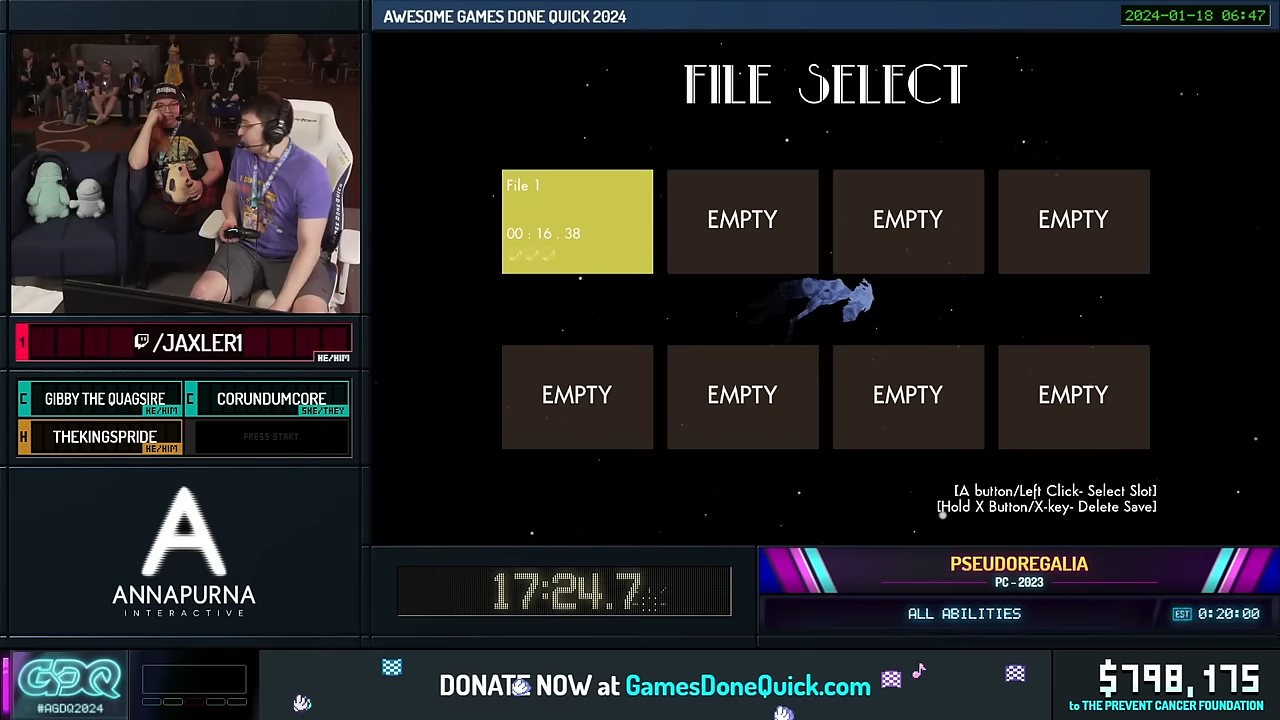 AWESOME GAMES DONE QUICK 2024
2024-01-18 06:47
FILE SELECT
File 1
00 : 16 . 38
EMPTY
EMPTY
EMPTY
EMPTY
EMPTY
EMPTY
EMPTY
[A button/Left Click- Select Slot]
[Hold X Button/X-key- Delete Save]
1
/JAXLER1
HE/HIM
C
GIBBY THE QUAGSIRE
HE/HIM
C
CORUNDUMCORE
SHE/THEY
H
THEKINGSPRIDE
HE/HIM
PRESS START
A
ANNAPURNA
INTERACTIVE
17:24.7
PSEUDOREGALIA
PC - 2023
ALL ABILITIES
EST 0:20:00
GDQ
#AGDQ2024
DONATE NOW at GamesDoneQuick.com
$798,175
to THE PREVENT CANCER FOUNDATION